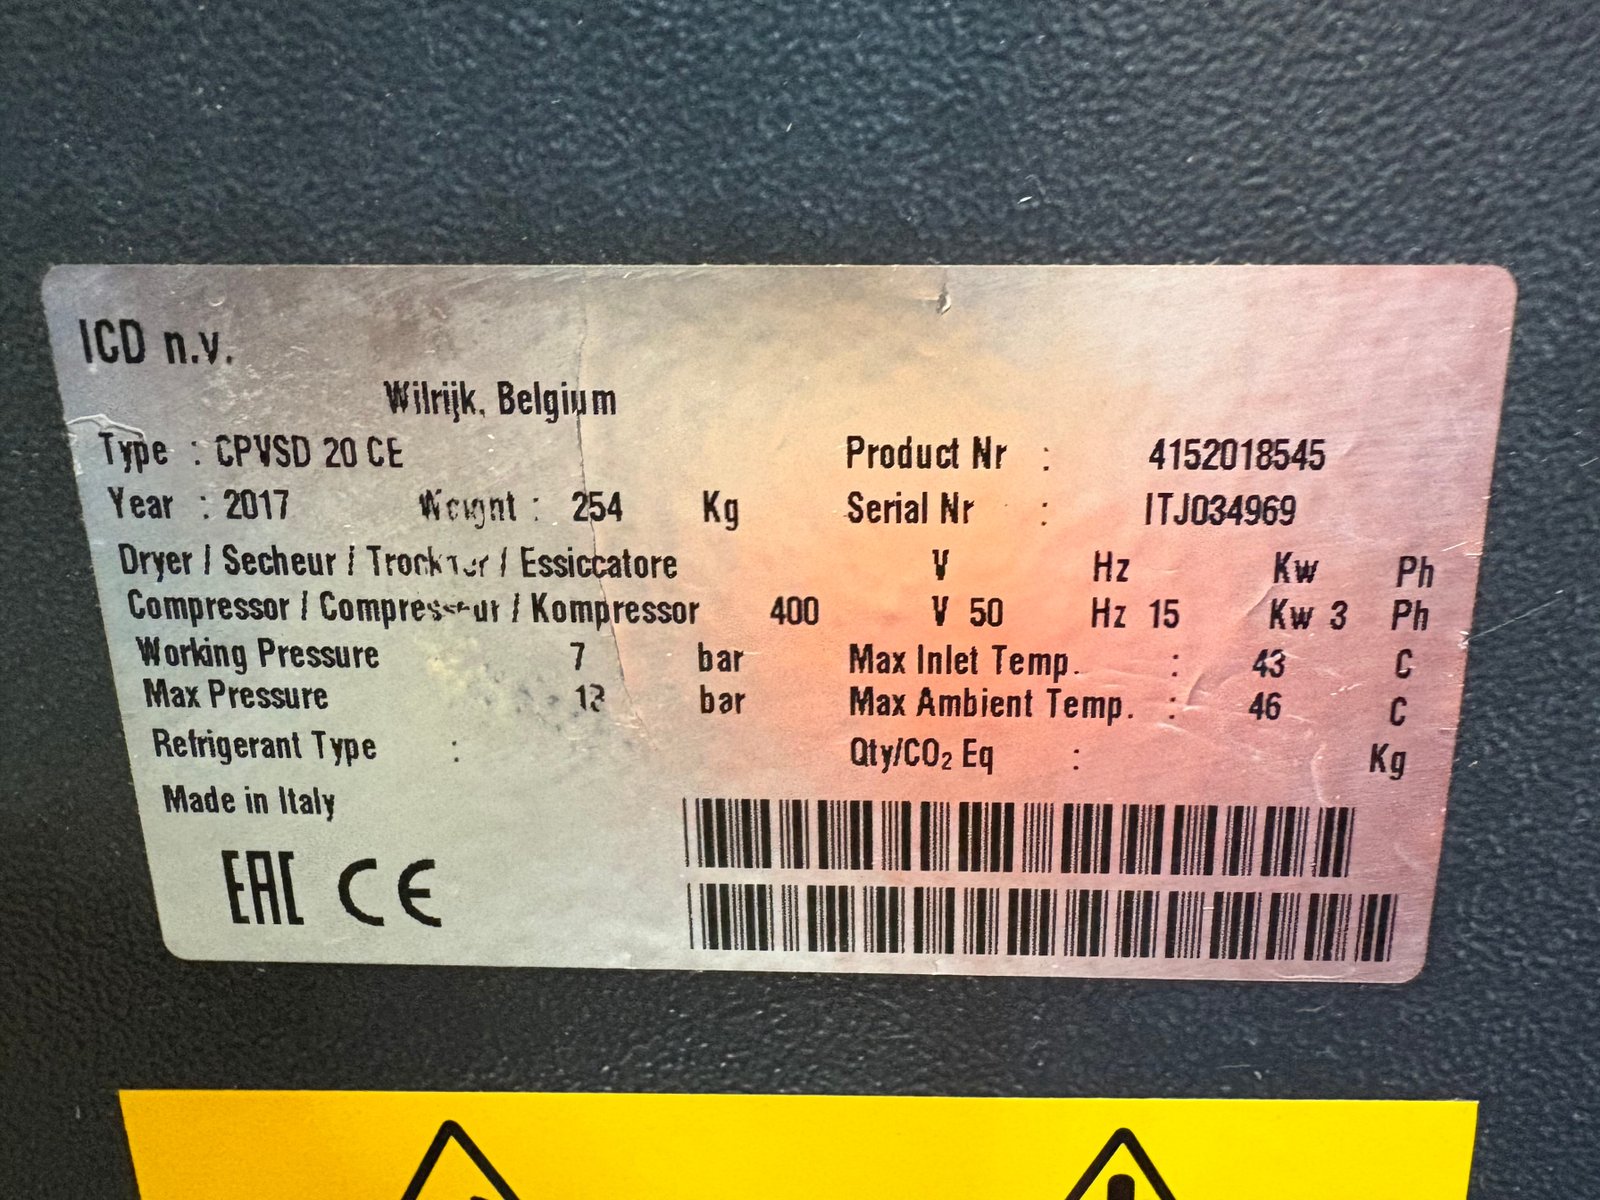 ICD n.v.
Wilrijk, Belgium
Type : CPVSD 20 CE Product Nr : 4152018545
Year : 2017 Weight : 254 Kg Serial Nr : ITJ034969
Dryer / Secheur / Trockner / Essiccatore V Hz Kw Ph
Compressor / Compresseur / Kompressor 400 V 50 Hz 15 Kw 3 Ph
Working Pressure 7 bar Max Inlet Temp. : 43 C
Max Pressure 13 bar Max Ambient Temp. : 46 C
Refrigerant Type : Qty/CO₂ Eq : Kg
Made in Italy
EAC CE